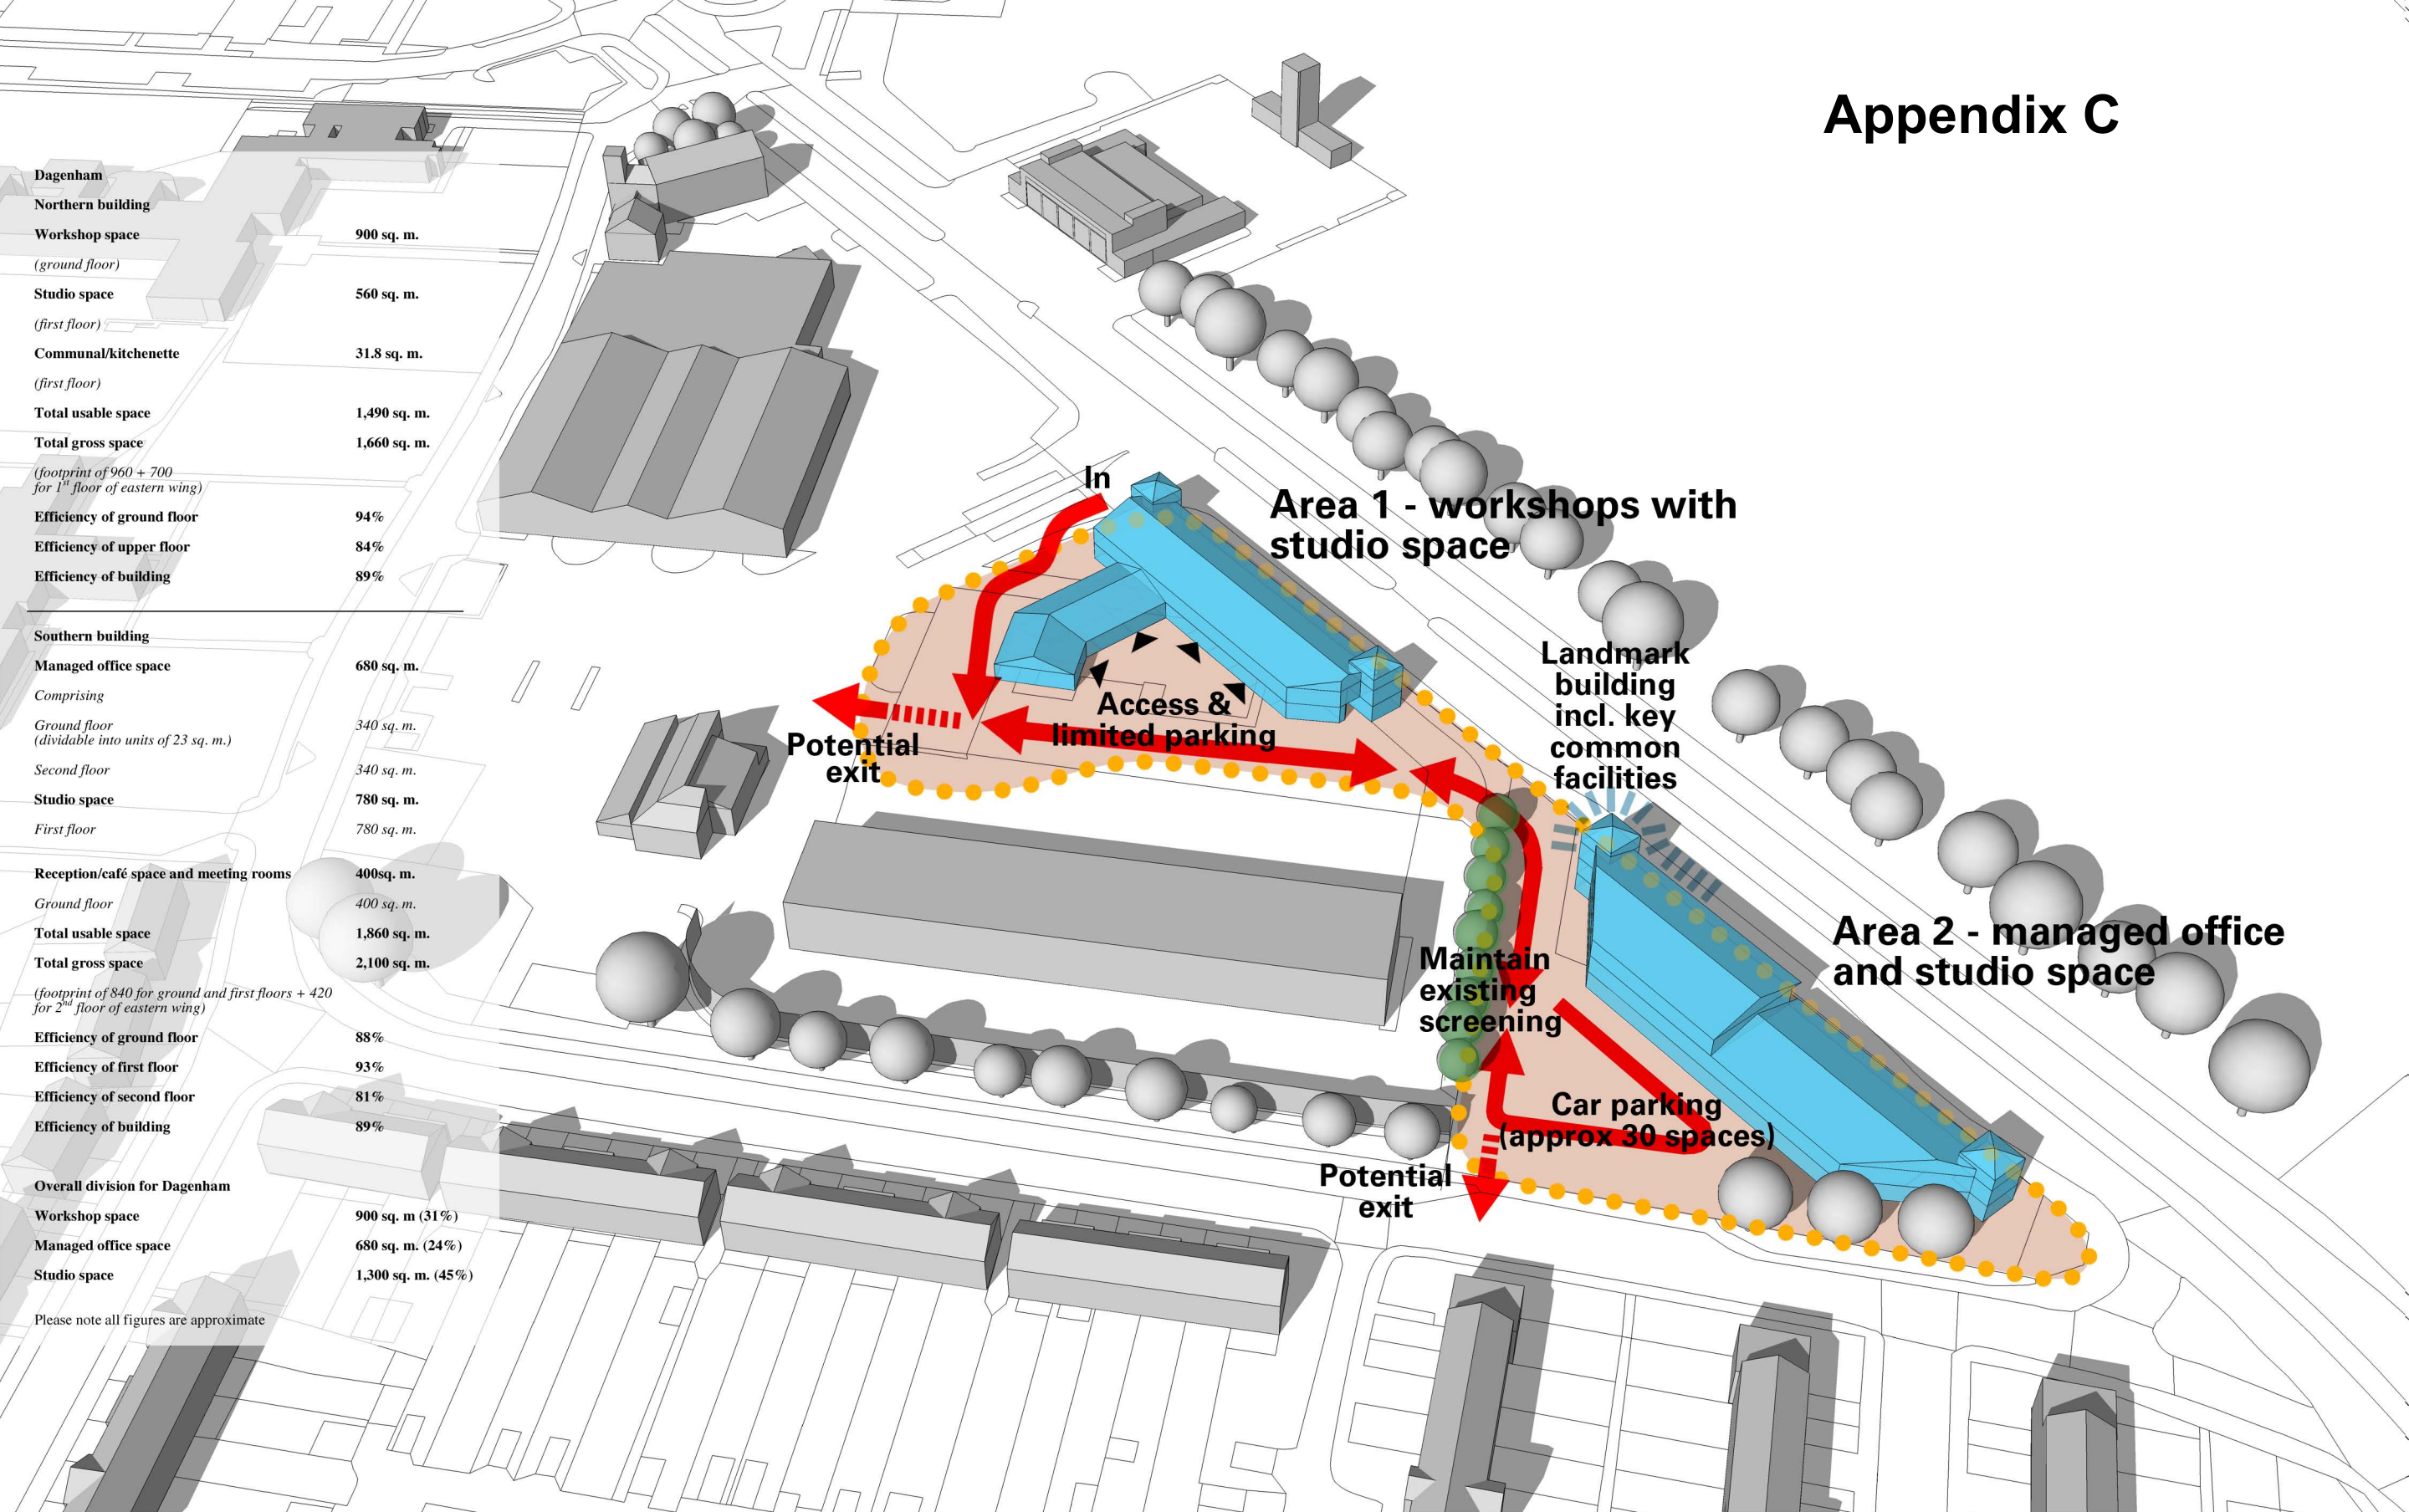 Appendix C
Dagenham
Northern building
Workshop space 900 sq. m.
(ground floor)
Studio space 560 sq. m.
(first floor)
Communal/kitchenette 31.8 sq. m.
(first floor)
Total usable space 1,490 sq. m.
Total gross space 1,660 sq. m.
(footprint of 960 + 700
for 1st floor of eastern wing)
Efficiency of ground floor 94%
Efficiency of upper floor 84%
Efficiency of building 89%
Southern building
Managed office space 680 sq. m.
Comprising
Ground floor 340 sq. m.
(dividable into units of 23 sq. m.)
Second floor 340 sq. m.
Studio space 780 sq. m.
First floor 780 sq. m.
Reception/café space and meeting rooms 400sq. m.
Ground floor 400 sq. m.
Total usable space 1,860 sq. m.
Total gross space 2,100 sq. m.
(footprint of 840 for ground and first floors + 420
for 2nd floor of eastern wing)
Efficiency of ground floor 88%
Efficiency of first floor 93%
Efficiency of second floor 81%
Efficiency of building 89%
Overall division for Dagenham
Workshop space 900 sq. m (31%)
Managed office space 680 sq. m. (24%)
Studio space 1,300 sq. m. (45%)
Please note all figures are approximate
In
Area 1 - workshops with
studio space
Landmark
building
incl. key
common
facilities
Access &
limited parking
Potential
exit
Area 2 - managed office
and studio space
Maintain
existing
screening
Car parking
(approx 30 spaces)
Potential
exit